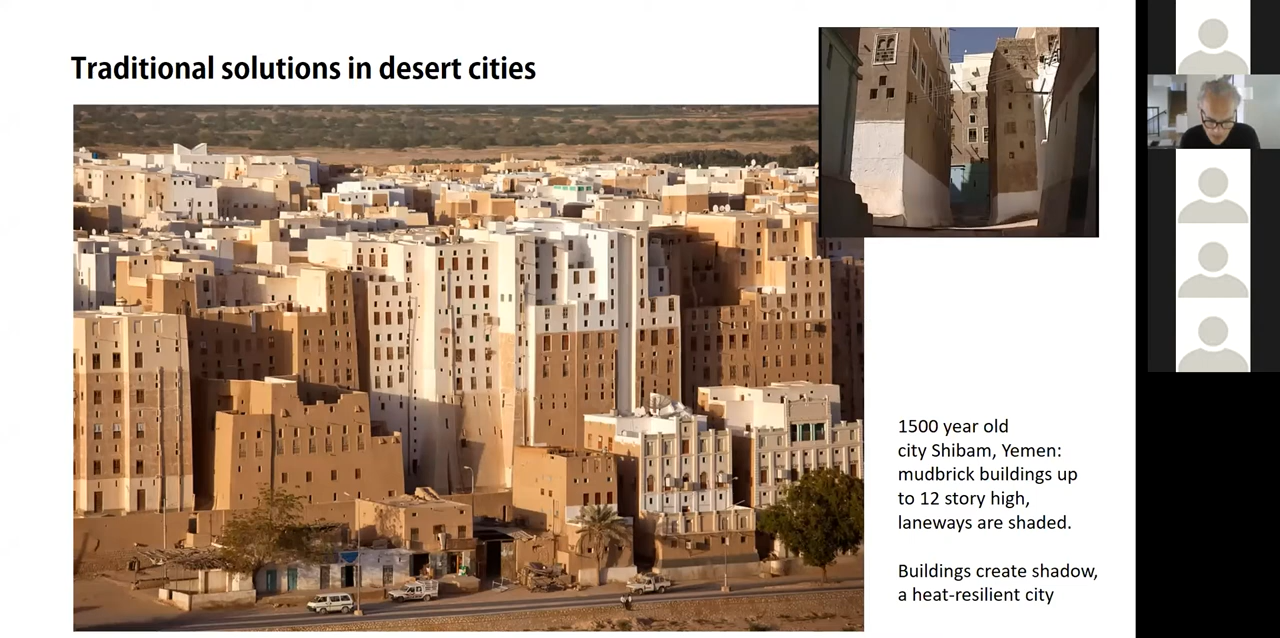 Traditional solutions in desert cities
1500 year old
city Shibam, Yemen:
mudbrick buildings up
to 12 story high,
laneways are shaded.
Buildings create shadow,
a heat-resilient city